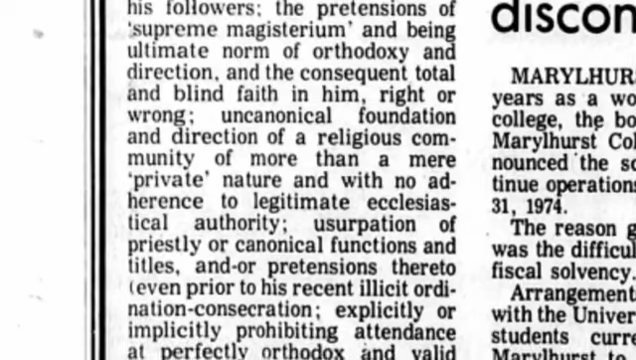 his followers; the pretensions of
'supreme magisterium' and being
ultimate norm of orthodoxy and
direction, and the consequent total
and blind faith in him, right or
wrong; uncanonical foundation
and direction of a religious com-
munity of more than a mere
'private' nature and with no ad-
herence to legitimate ecclesias-
tical authority; usurpation of
priestly or canonical functions and
titles, and-or pretensions thereto
(even prior to his recent illicit ordi-
nation-consecration; explicitly or
implicitly prohibiting attendance
at perfectly orthodox and valid
discon
MARYLHURS
years as a wo
college, the bo
Marylhurst Col
nounced the sc
tinue operations
31, 1974.
The reason g
was the difficul
fiscal solvency.
Arrangement
with the Univer
students curre
Marylhurst to